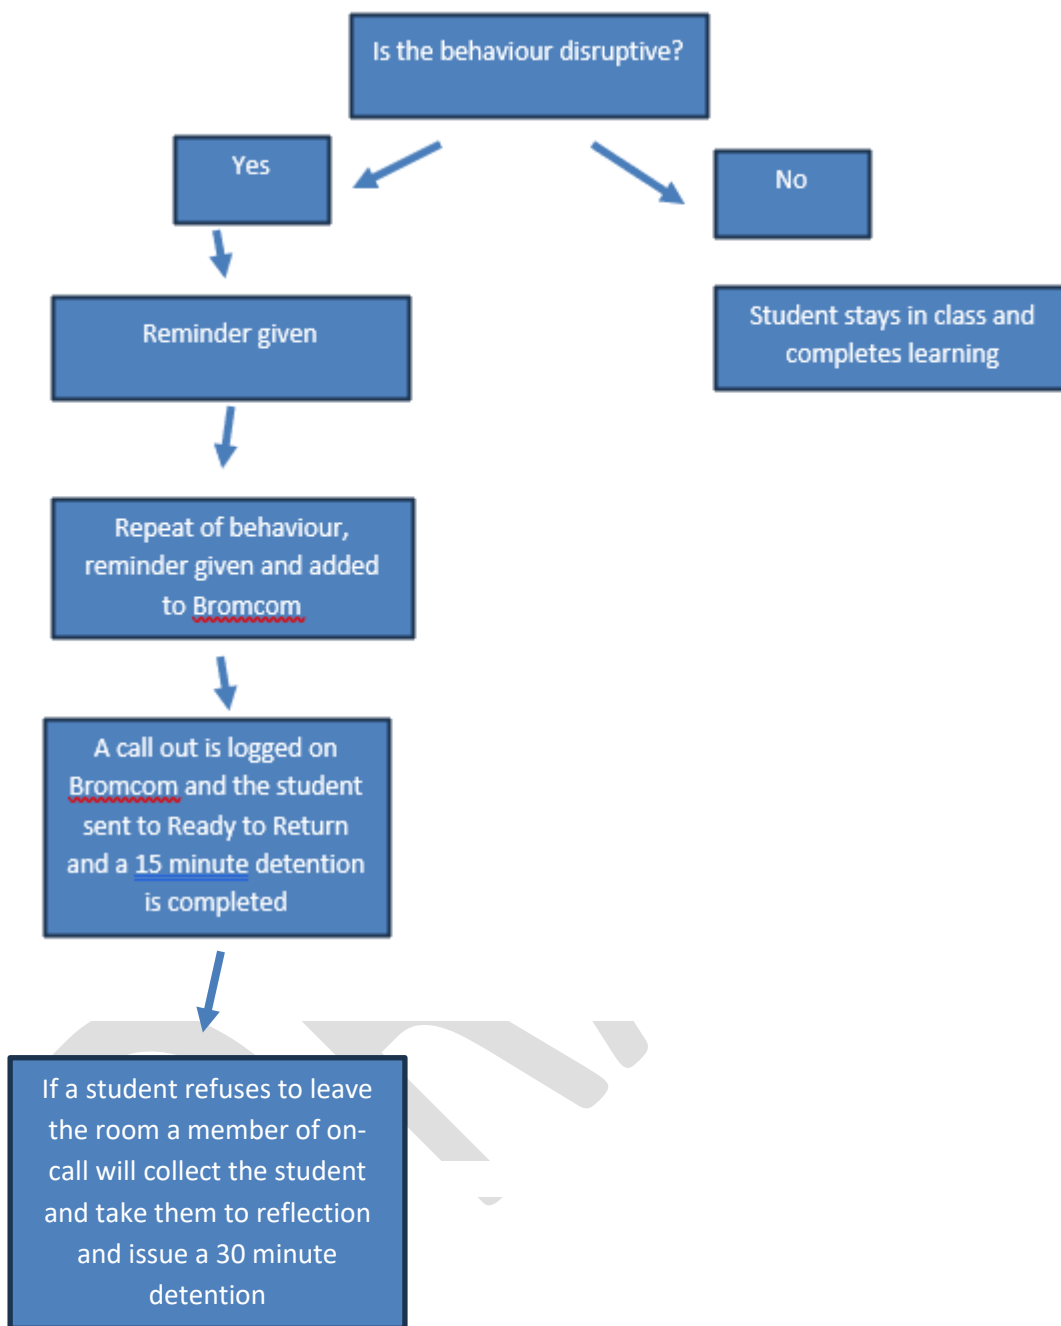 Is the behaviour disruptive?
Yes
No
Reminder given
Student stays in class and
completes learning
Repeat of behaviour,
reminder given and added
to Bromcom
A call out is logged on
Bromcom and the student
sent to Ready to Return
and a 15 minute detention
is completed
If a student refuses to leave
the room a member of on-
call will collect the student
and take them to reflection
and issue a 30 minute
detention